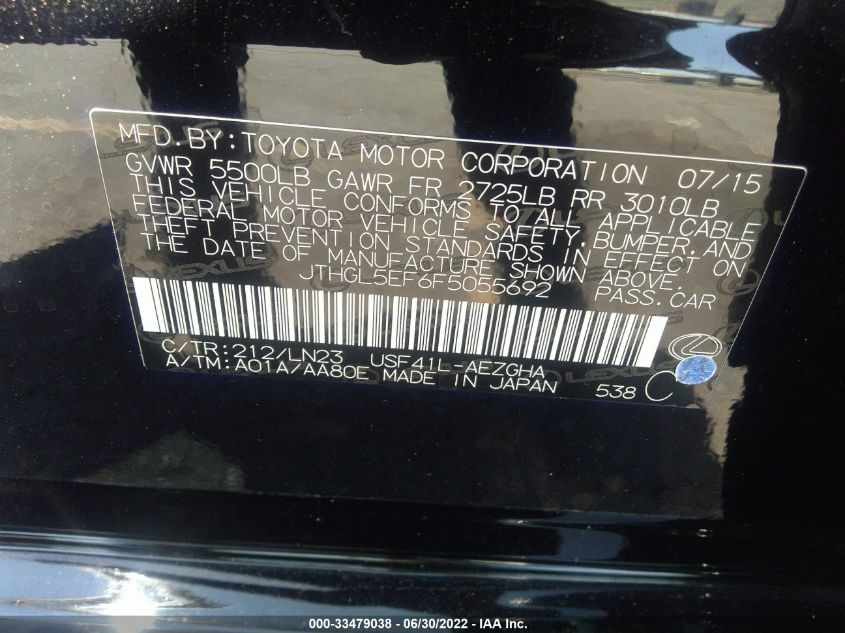 MFD.BY:TOYOTA MOTOR CORPORATION 07/15
GVWR 5500LB GAWR FR 2725LB RR 3010LB
THIS VEHICLE CONFORMS TO ALL APPLICABLE
FEDERAL MOTOR VEHICLE SAFETY,BUMPER,AND
THEFT PREVENTION STANDARDS IN EFFECT ON
THE DATE OF MANUFACTURE SHOWN ABOVE.
JTHGL5EF6F5055692 PASS.CAR
C/TR:212/LN23 USF41L-AEZGHA
A/TM:A01A/AA80E MADE IN JAPAN 538 C
000-33479038 - 06/30/2022 - IAA Inc.